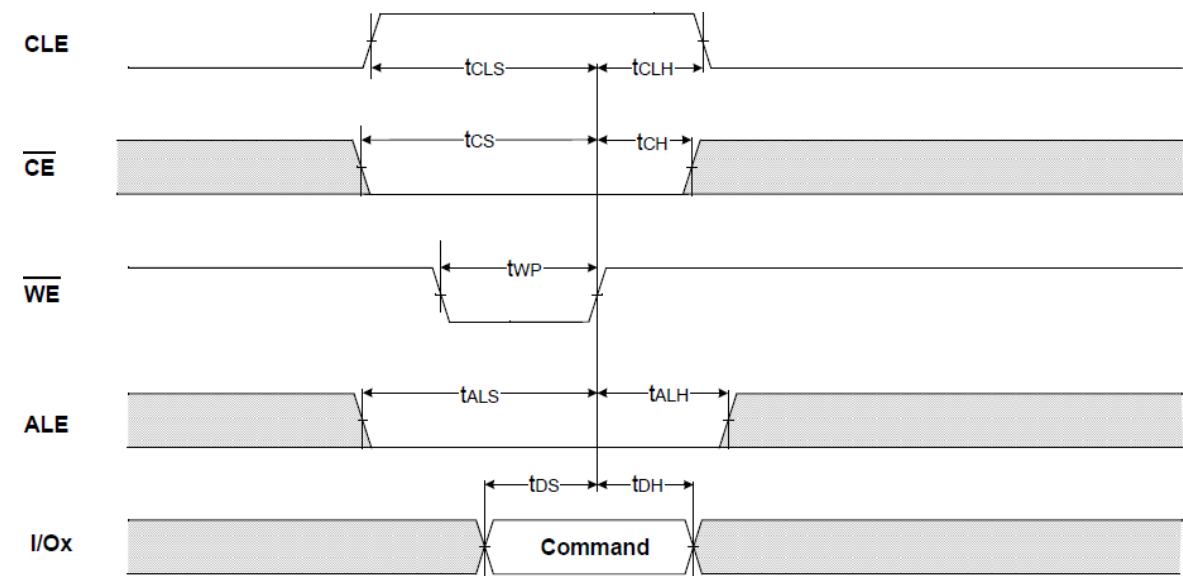 CLE
tCLS tCLH
CE
tCS tCH
WE
tWP
ALE
tALS tALH
tDS tDH
I/Ox Command